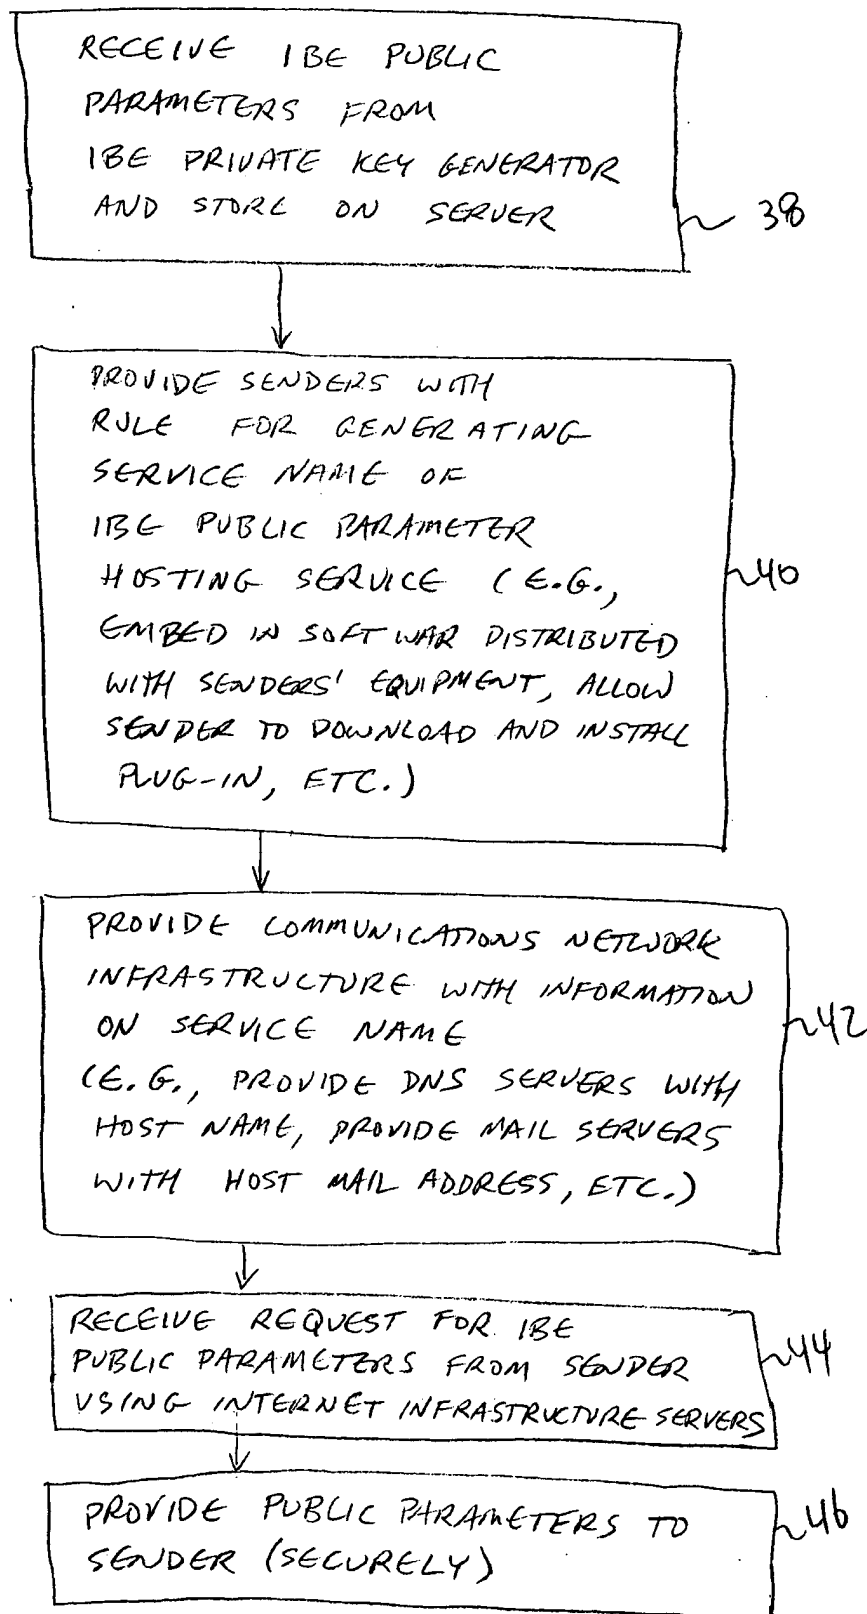 RECEIVE IBE PUBLIC
PARAMETERS FROM
IBE PRIVATE KEY GENERATOR
AND STORE ON SERVER
38
PROVIDE SENDERS WITH
RULE FOR GENERATING
SERVICE NAME OF
IBE PUBLIC PARAMETER
HOSTING SERVICE (E.G.,
EMBED IN SOFTWAR DISTRIBUTED
WITH SENDERS' EQUIPMENT, ALLOW
SENDER TO DOWNLOAD AND INSTALL
PLUG-IN, ETC.)
40
PROVIDE COMMUNICATIONS NETWORK
INFRASTRUCTURE WITH INFORMATION
ON SERVICE NAME
(E.G., PROVIDE DNS SERVERS WITH
HOST NAME, PROVIDE MAIL SERVERS
WITH HOST MAIL ADDRESS, ETC.)
42
RECEIVE REQUEST FOR IBE
PUBLIC PARAMETERS FROM SENDER
USING INTERNET INFRASTRUCTURE SERVERS
44
PROVIDE PUBLIC PARAMETERS TO
SENDER (SECURELY)
46